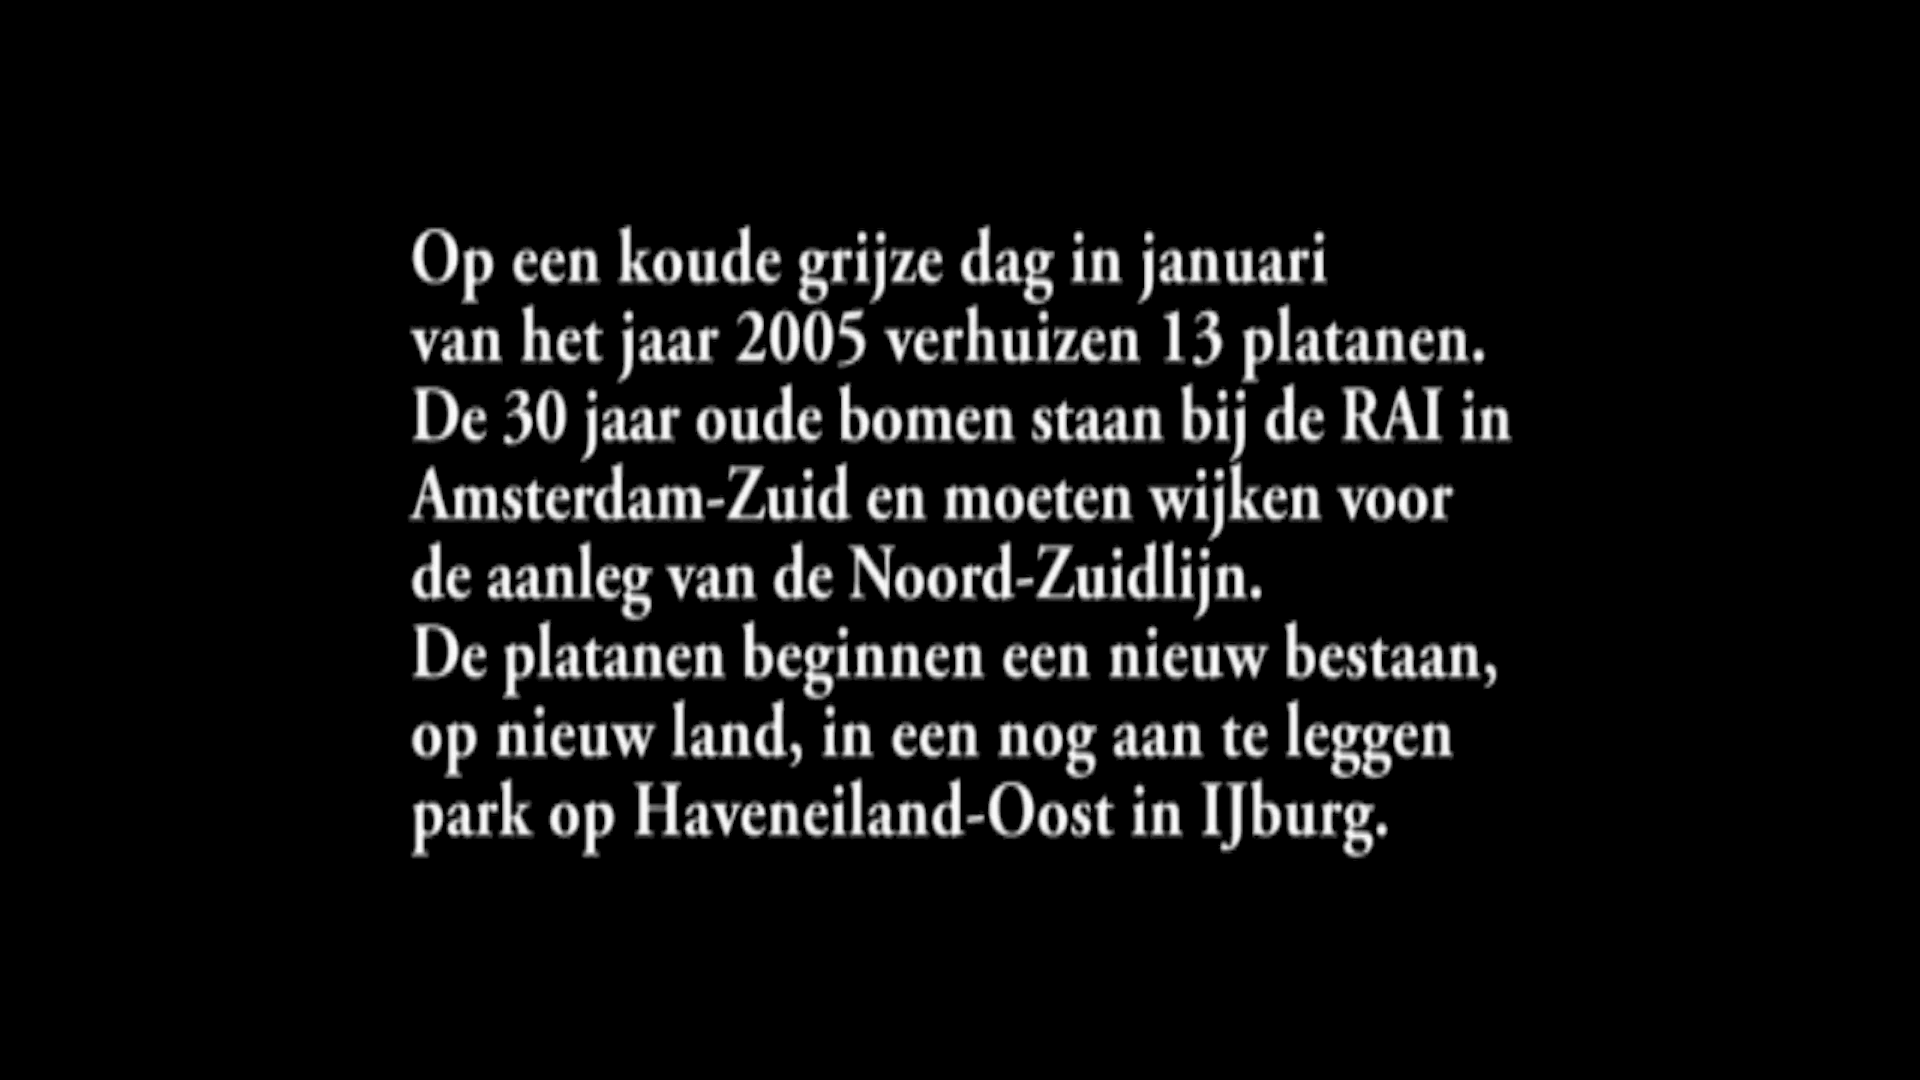 Op een koude grijze dag in januari
van het jaar 2005 verhuizen 13 platanen.
De 30 jaar oude bomen staan bij de RAI in
Amsterdam-Zuid en moeten wijken voor
de aanleg van de Noord-Zuidlijn.
De platanen beginnen een nieuw bestaan,
op nieuw land, in een nog aan te leggen
park op Haveneiland-Oost in IJburg.